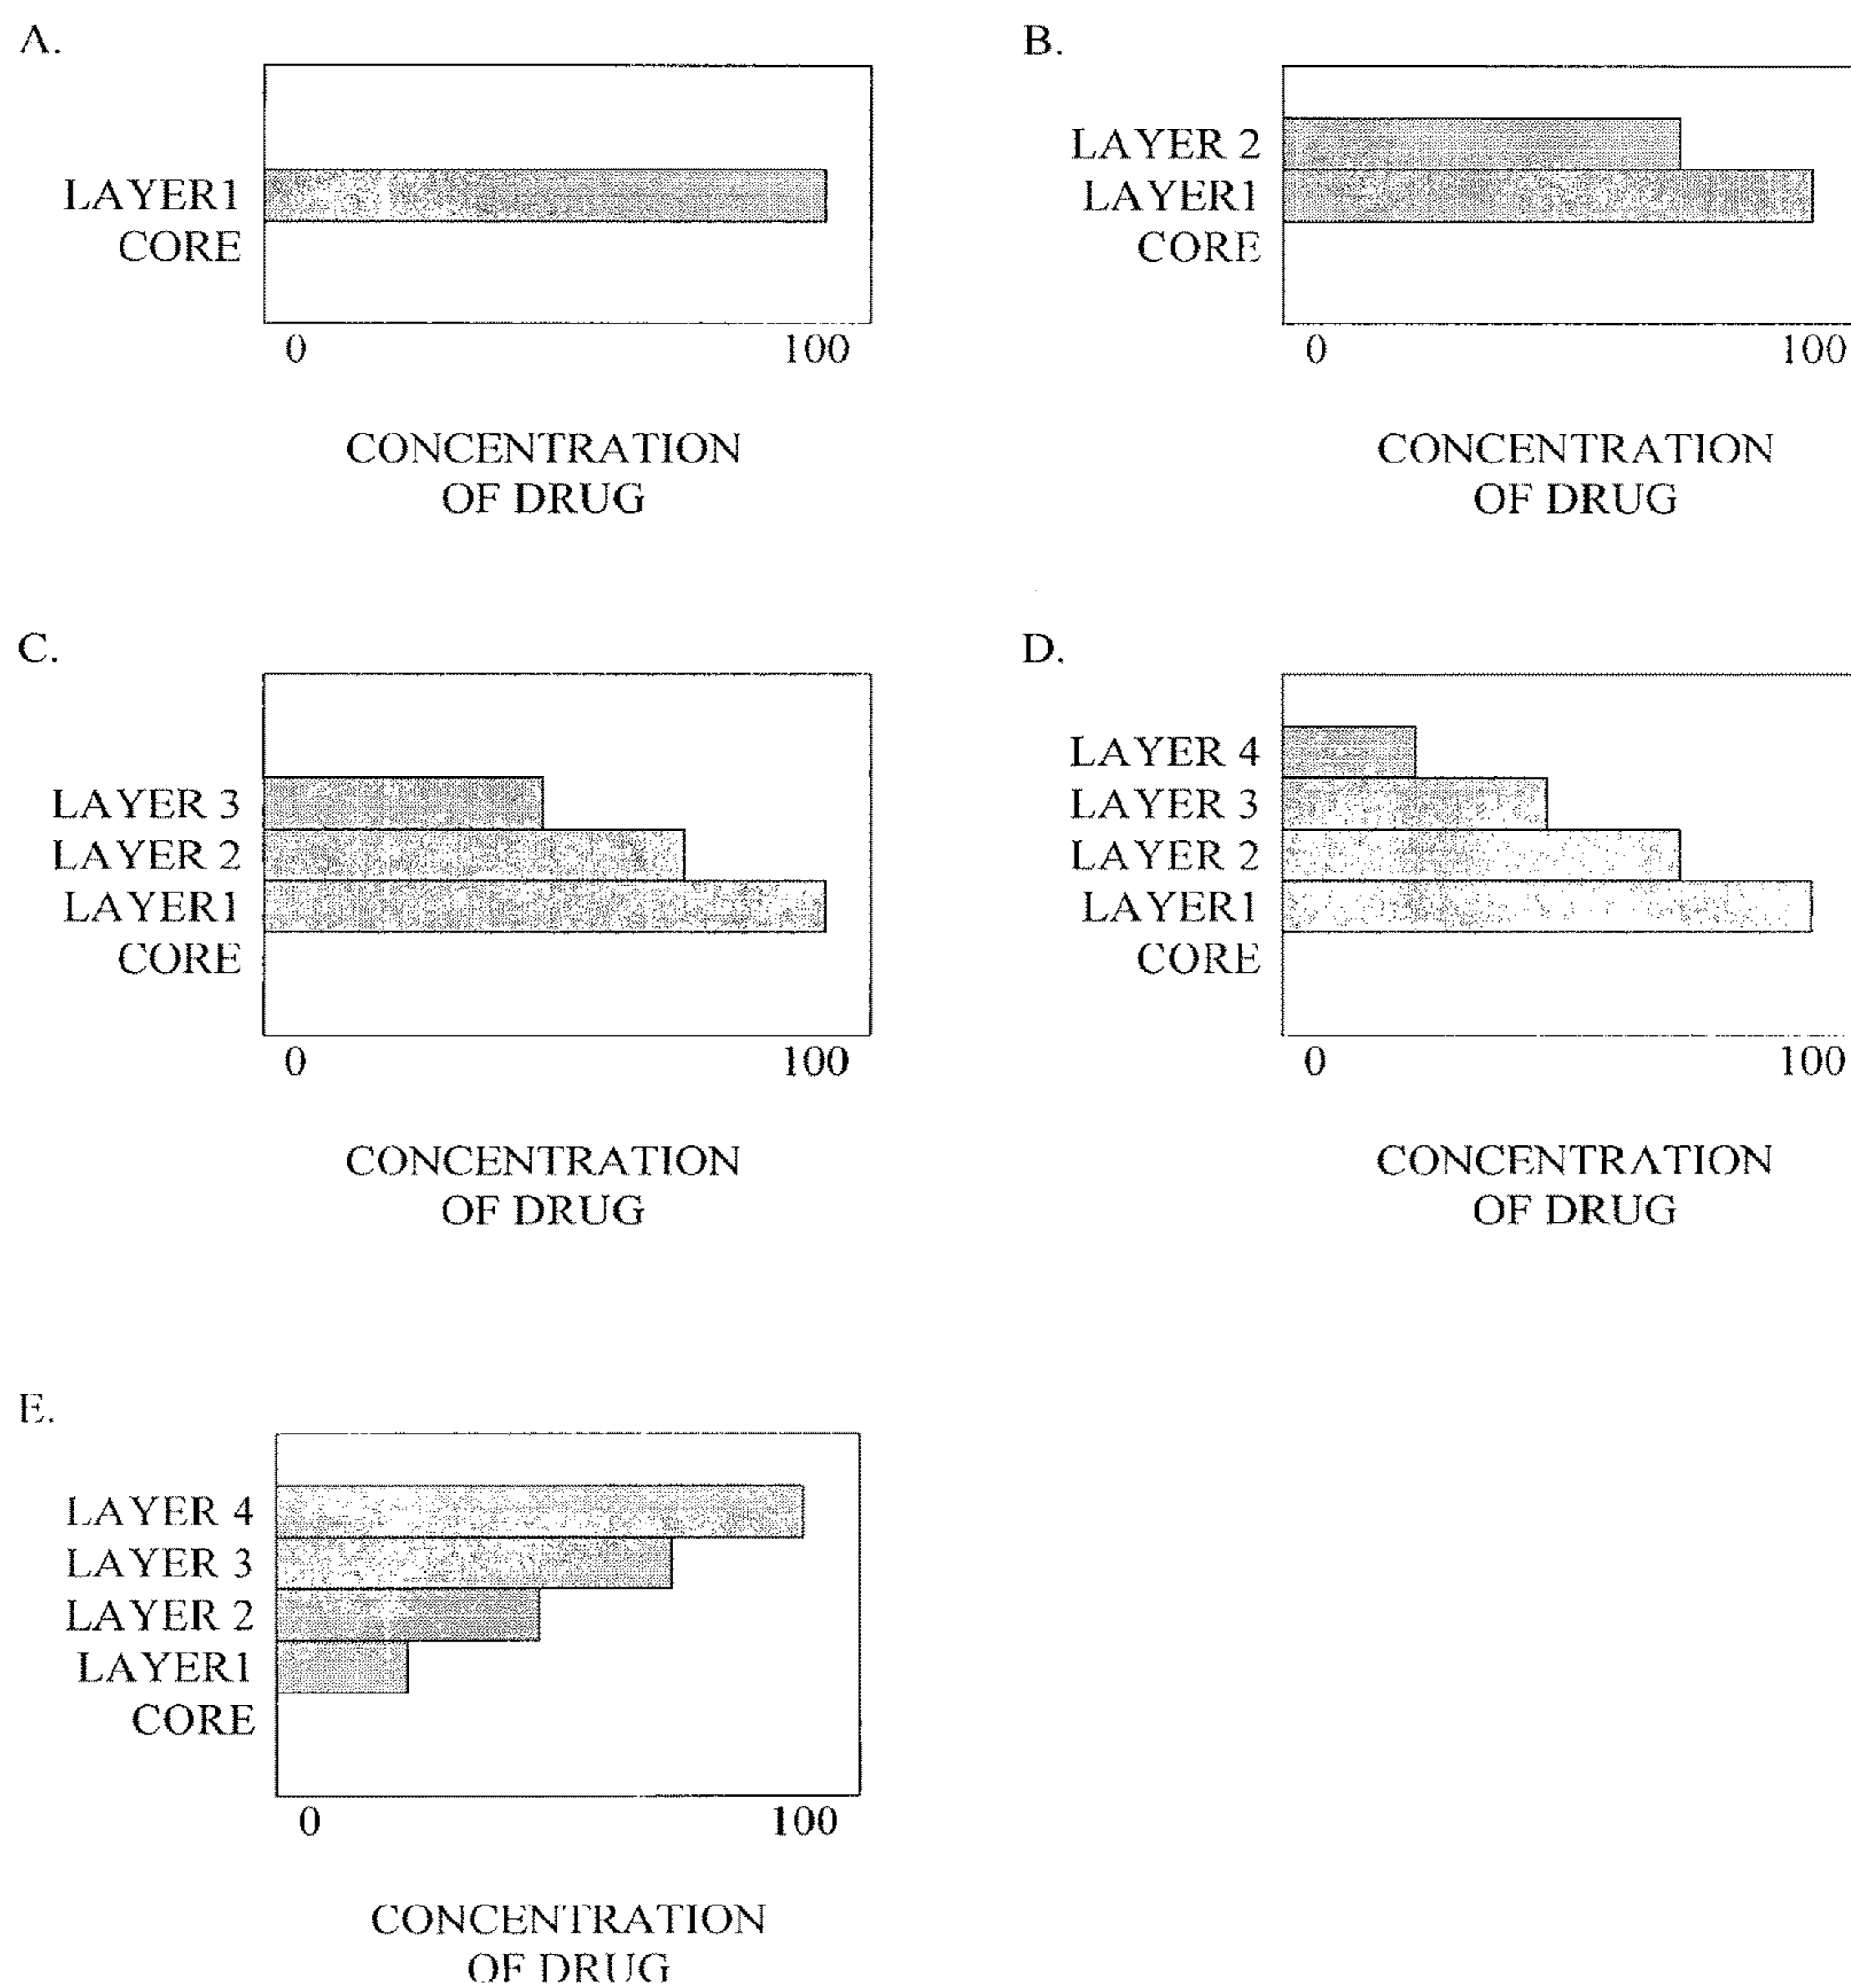 A.
LAYER1
CORE
0 100
CONCENTRATION
OF DRUG
B.
LAYER 2
LAYER1
CORE
0 100
CONCENTRATION
OF DRUG
C.
LAYER 3
LAYER 2
LAYER1
CORE
0 100
CONCENTRATION
OF DRUG
D.
LAYER 4
LAYER 3
LAYER 2
LAYER1
CORE
0 100
CONCENTRATION
OF DRUG
E.
LAYER 4
LAYER 3
LAYER 2
LAYER1
CORE
0 100
CONCENTRATION
OF DRUG